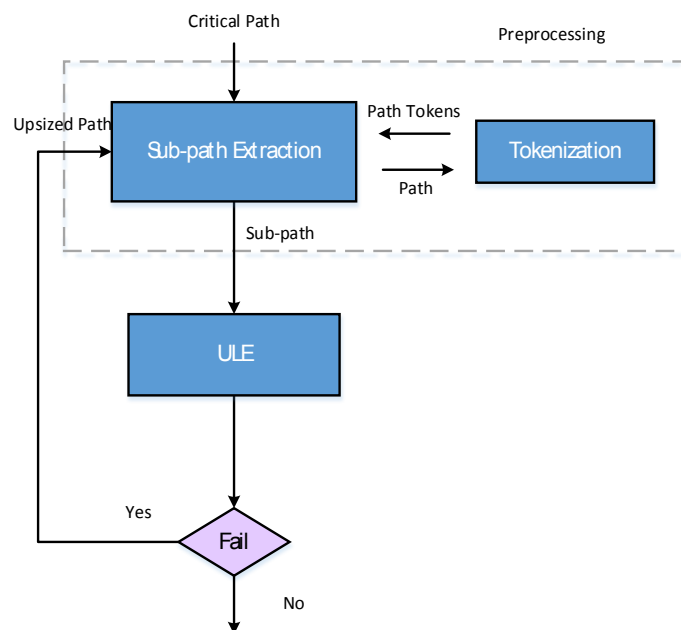 Critical Path
Preprocessing
Upsized Path
Path Tokens
Sub-path Extraction
Tokenization
Path
Sub-path
ULE
Yes
Fail
No